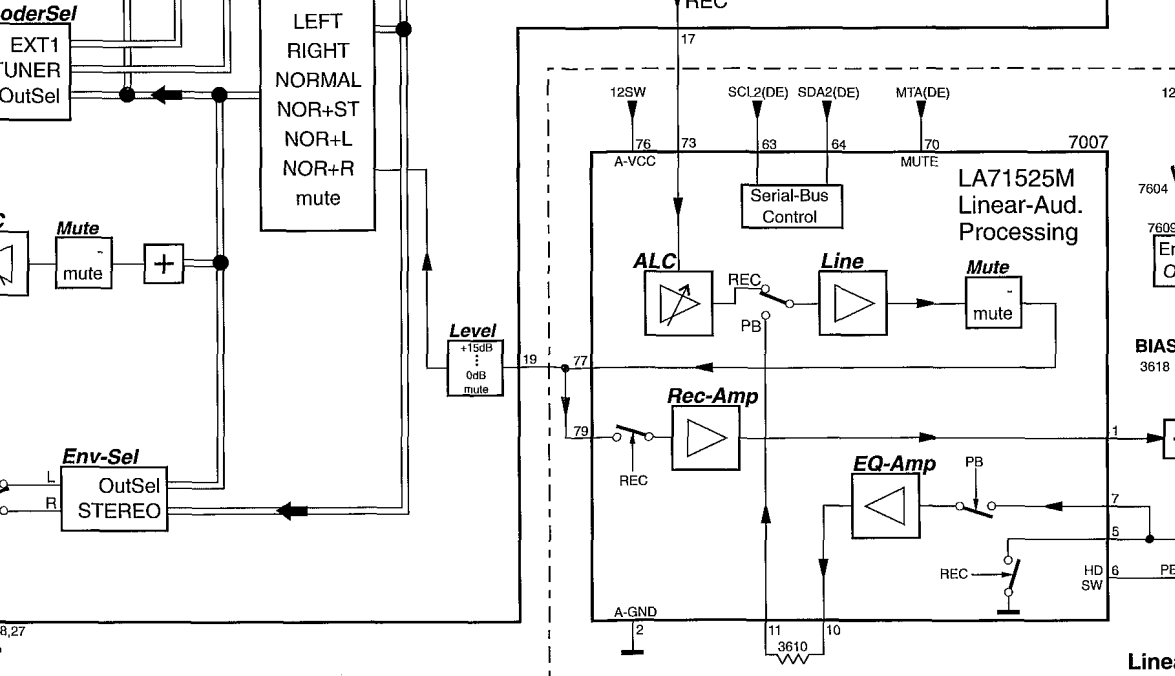 oderSel
EXT1
TUNER
OutSel
LEFT
RIGHT
NORMAL
NOR+ST
NOR+L
NOR+R
mute
REC
17
12SW
SCL2(DE)
SDA2(DE)
MTA(DE)
12
76
73
63
64
70
7007
A-VCC
MUTE
Serial-Bus
Control
LA71525M
Linear-Aud.
Processing
7604
7609
Mute
-
mute
+
ALC
REC
PB
Line
Mute
-
mute
Level
+15dB
0dB
mute
19
77
BIAS
3618
Rec-Amp
79
REC
1
Env-Sel
L
R
OutSel
STEREO
EQ-Amp
PB
7
5
REC
HD
SW
6
PB
A-GND
2
11
10
3610
8,27
Linea